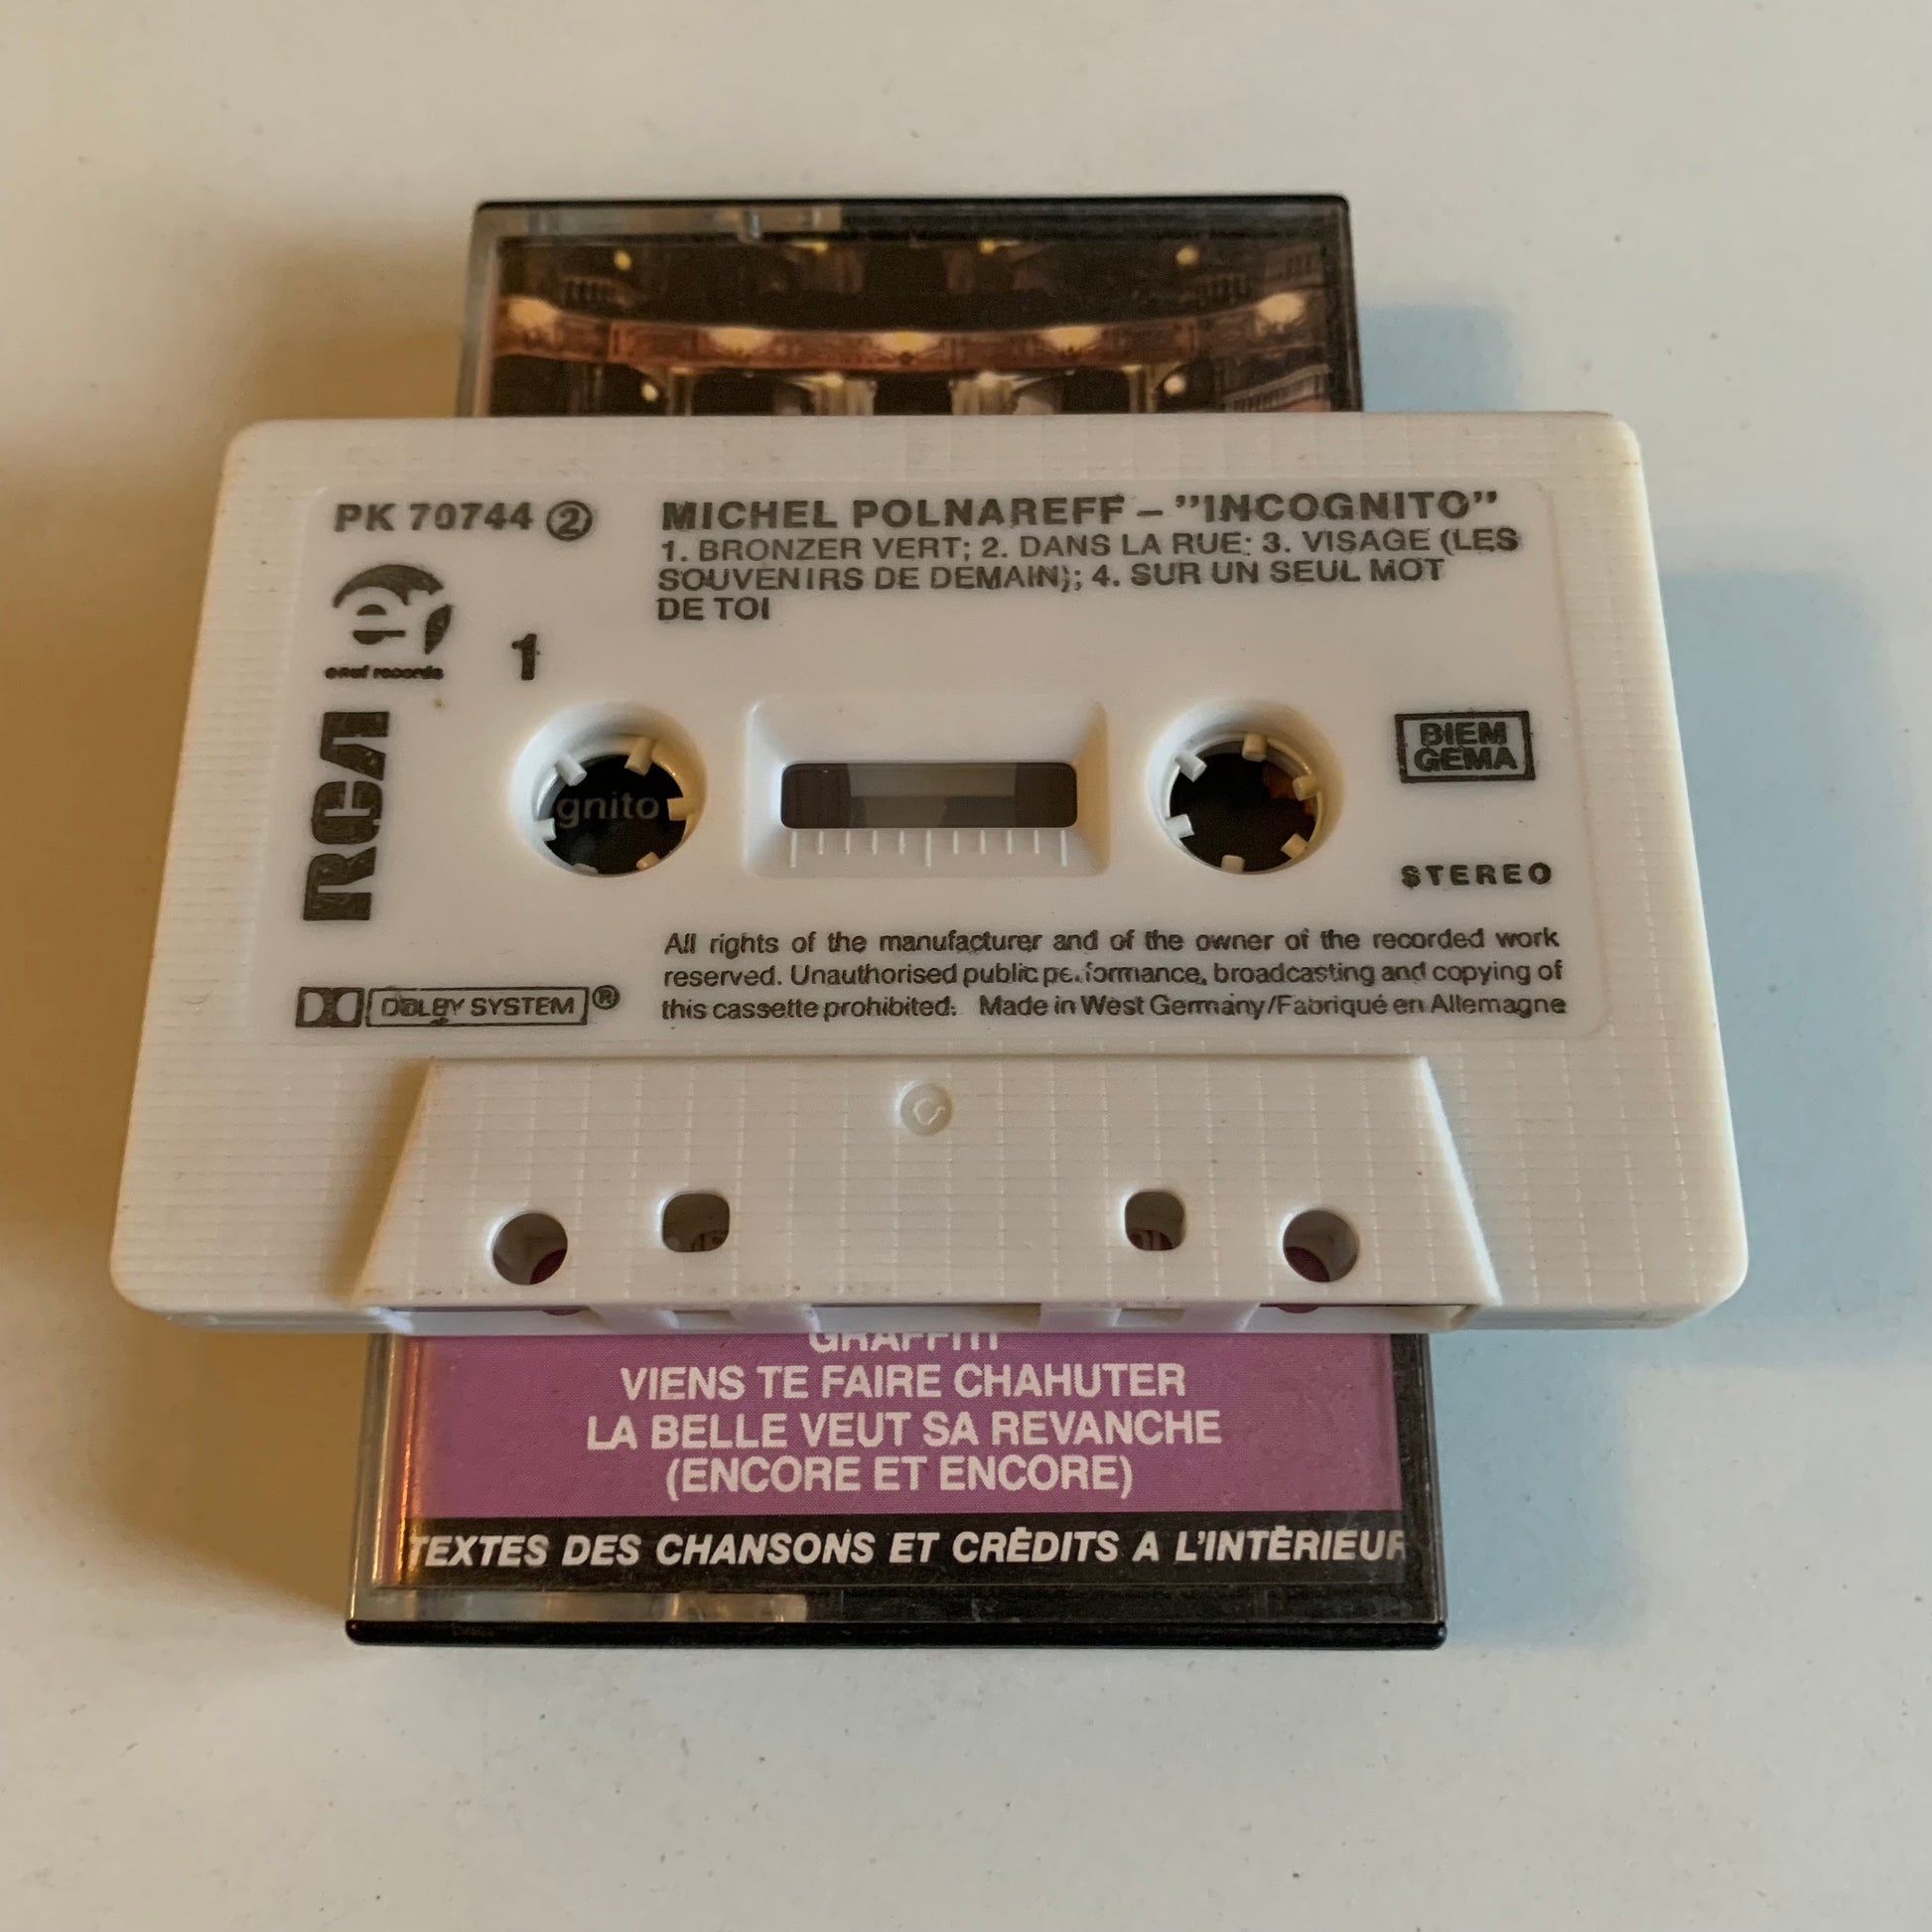 PK 70744 ②
MICHEL POLNAREFF – "INCOGNITO"
1. BRONZER VERT; 2. DANS LA RUE; 3. VISAGE (LES
SOUVENIRS DE DEMAIN); 4. SUR UN SEUL MOT
DE TOI
e
records
1
RCA
gnito
BIEM
GEMA
STEREO
All rights of the manufacturer and of the owner of the recorded work
reserved. Unauthorised public performance, broadcasting and copying of
this cassette prohibited. Made in West Germany/Fabriqué en Allemagne
DOLBY SYSTEM ®
GRAFFITI
VIENS TE FAIRE CHAHUTER
LA BELLE VEUT SA REVANCHE
(ENCORE ET ENCORE)
TEXTES DES CHANSONS ET CRÉDITS A L'INTÉRIEUR